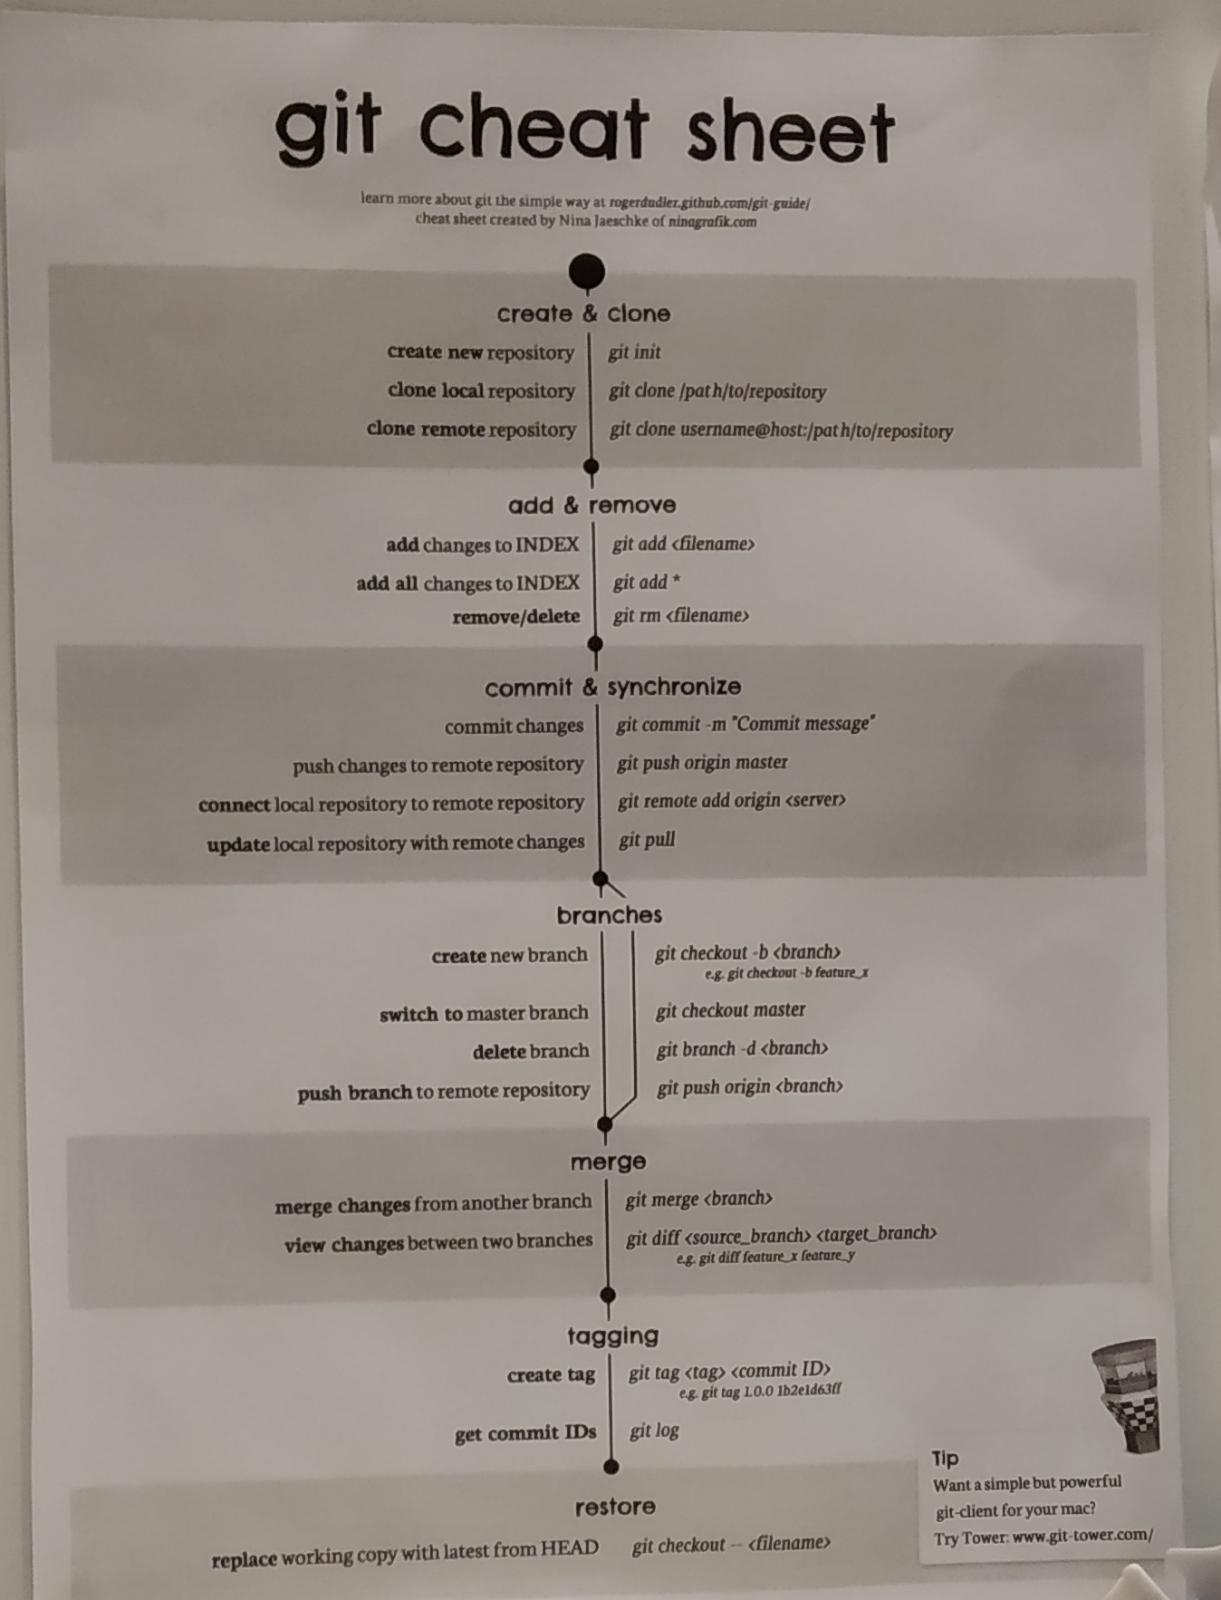 git cheat sheet
learn more about git the simple way at rogerdudler.github.com/git-guide/
cheat sheet created by Nina Jaeschke of ninagrafik.com
create & clone
create new repository git init
clone local repository git clone /path/to/repository
clone remote repository git clone username@host:/path/to/repository
add & remove
add changes to INDEX git add <filename>
add all changes to INDEX git add *
remove/delete git rm <filename>
commit & synchronize
commit changes git commit -m "Commit message"
push changes to remote repository git push origin master
connect local repository to remote repository git remote add origin <server>
update local repository with remote changes git pull
branches
create new branch git checkout -b <branch>
e.g. git checkout -b feature_x
switch to master branch git checkout master
delete branch git branch -d <branch>
push branch to remote repository git push origin <branch>
merge
merge changes from another branch git merge <branch>
view changes between two branches git diff <source_branch> <target_branch>
e.g. git diff feature_x feature_y
tagging
create tag git tag <tag> <commit ID>
e.g. git tag 1.0.0 1b2e1d63ff
get commit IDs git log
restore
replace working copy with latest from HEAD git checkout -- <filename>
Tip
Want a simple but powerful
git-client for your mac?
Try Tower: www.git-tower.com/